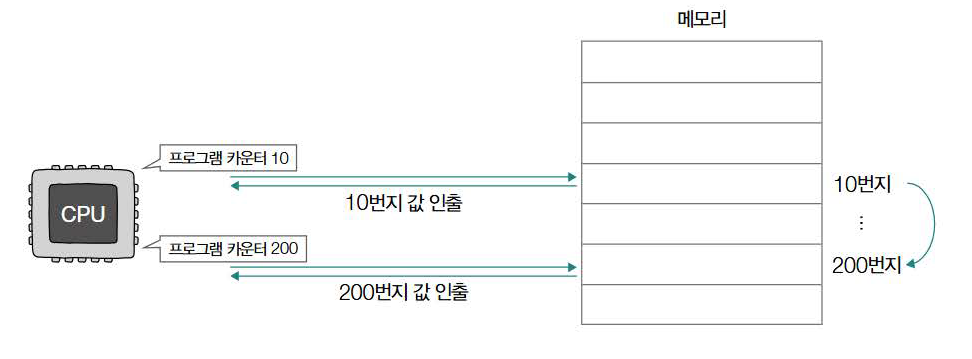 메모리
프로그램 카운터 10
10번지 값 인출
10번지
CPU
⋮
프로그램 카운터 200
200번지 값 인출
200번지